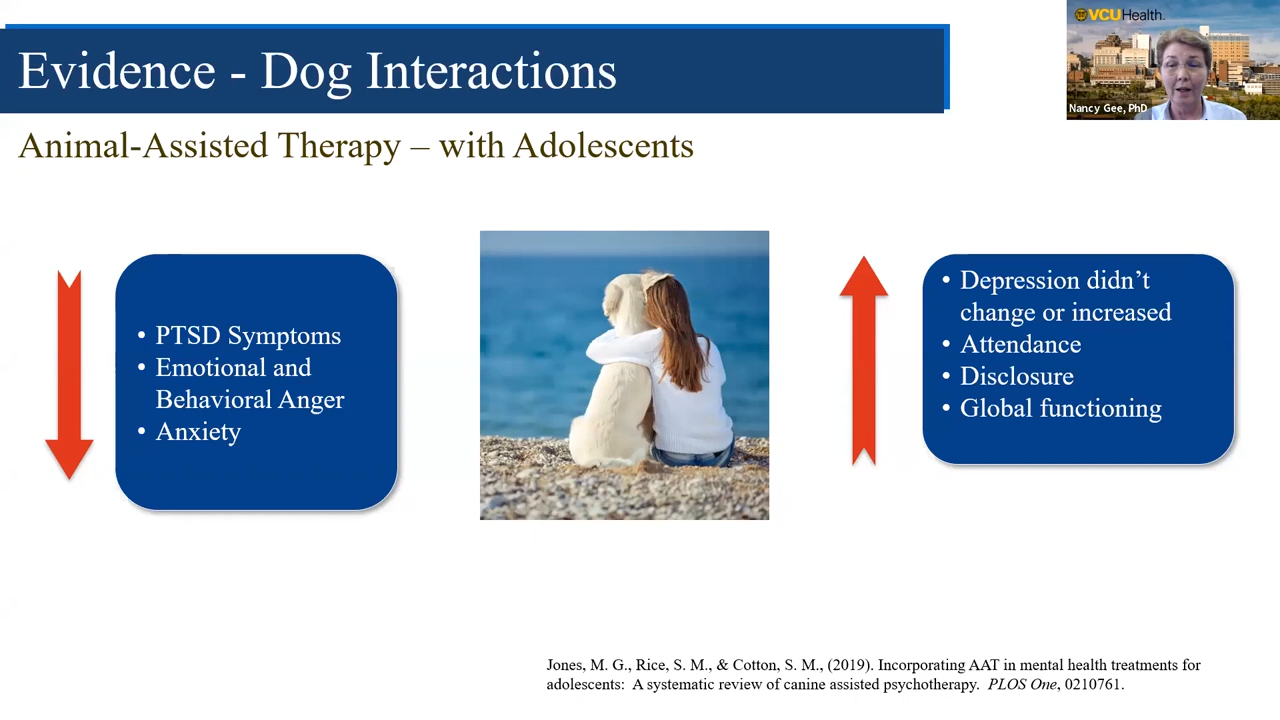 Evidence - Dog Interactions
VCUHealth.
Nancy Gee, PhD
Animal-Assisted Therapy – with Adolescents
• PTSD Symptoms
• Emotional and
Behavioral Anger
• Anxiety
• Depression didn’t
change or increased
• Attendance
• Disclosure
• Global functioning
Jones, M. G., Rice, S. M., & Cotton, S. M., (2019). Incorporating AAT in mental health treatments for
adolescents: A systematic review of canine assisted psychotherapy. PLOS One, 0210761.